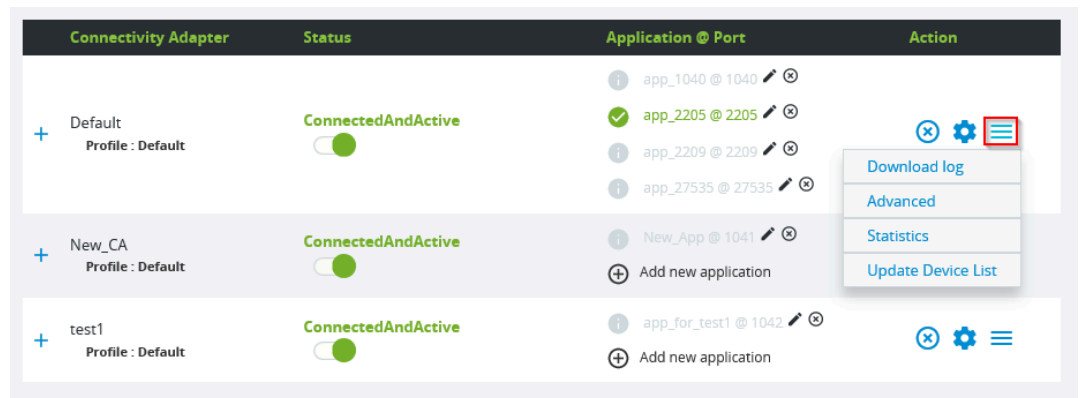 Connectivity Adapter Status Application @ Port Action
Default
Profile : Default
ConnectedAndActive
app_1040 @ 1040
app_2205 @ 2205
app_2209 @ 2209
app_27535 @ 27535
Download log
Advanced
Statistics
Update Device List
New_CA
Profile : Default
ConnectedAndActive
New_App @ 1041
Add new application
test1
Profile : Default
ConnectedAndActive
app_for_test1 @ 1042
Add new application